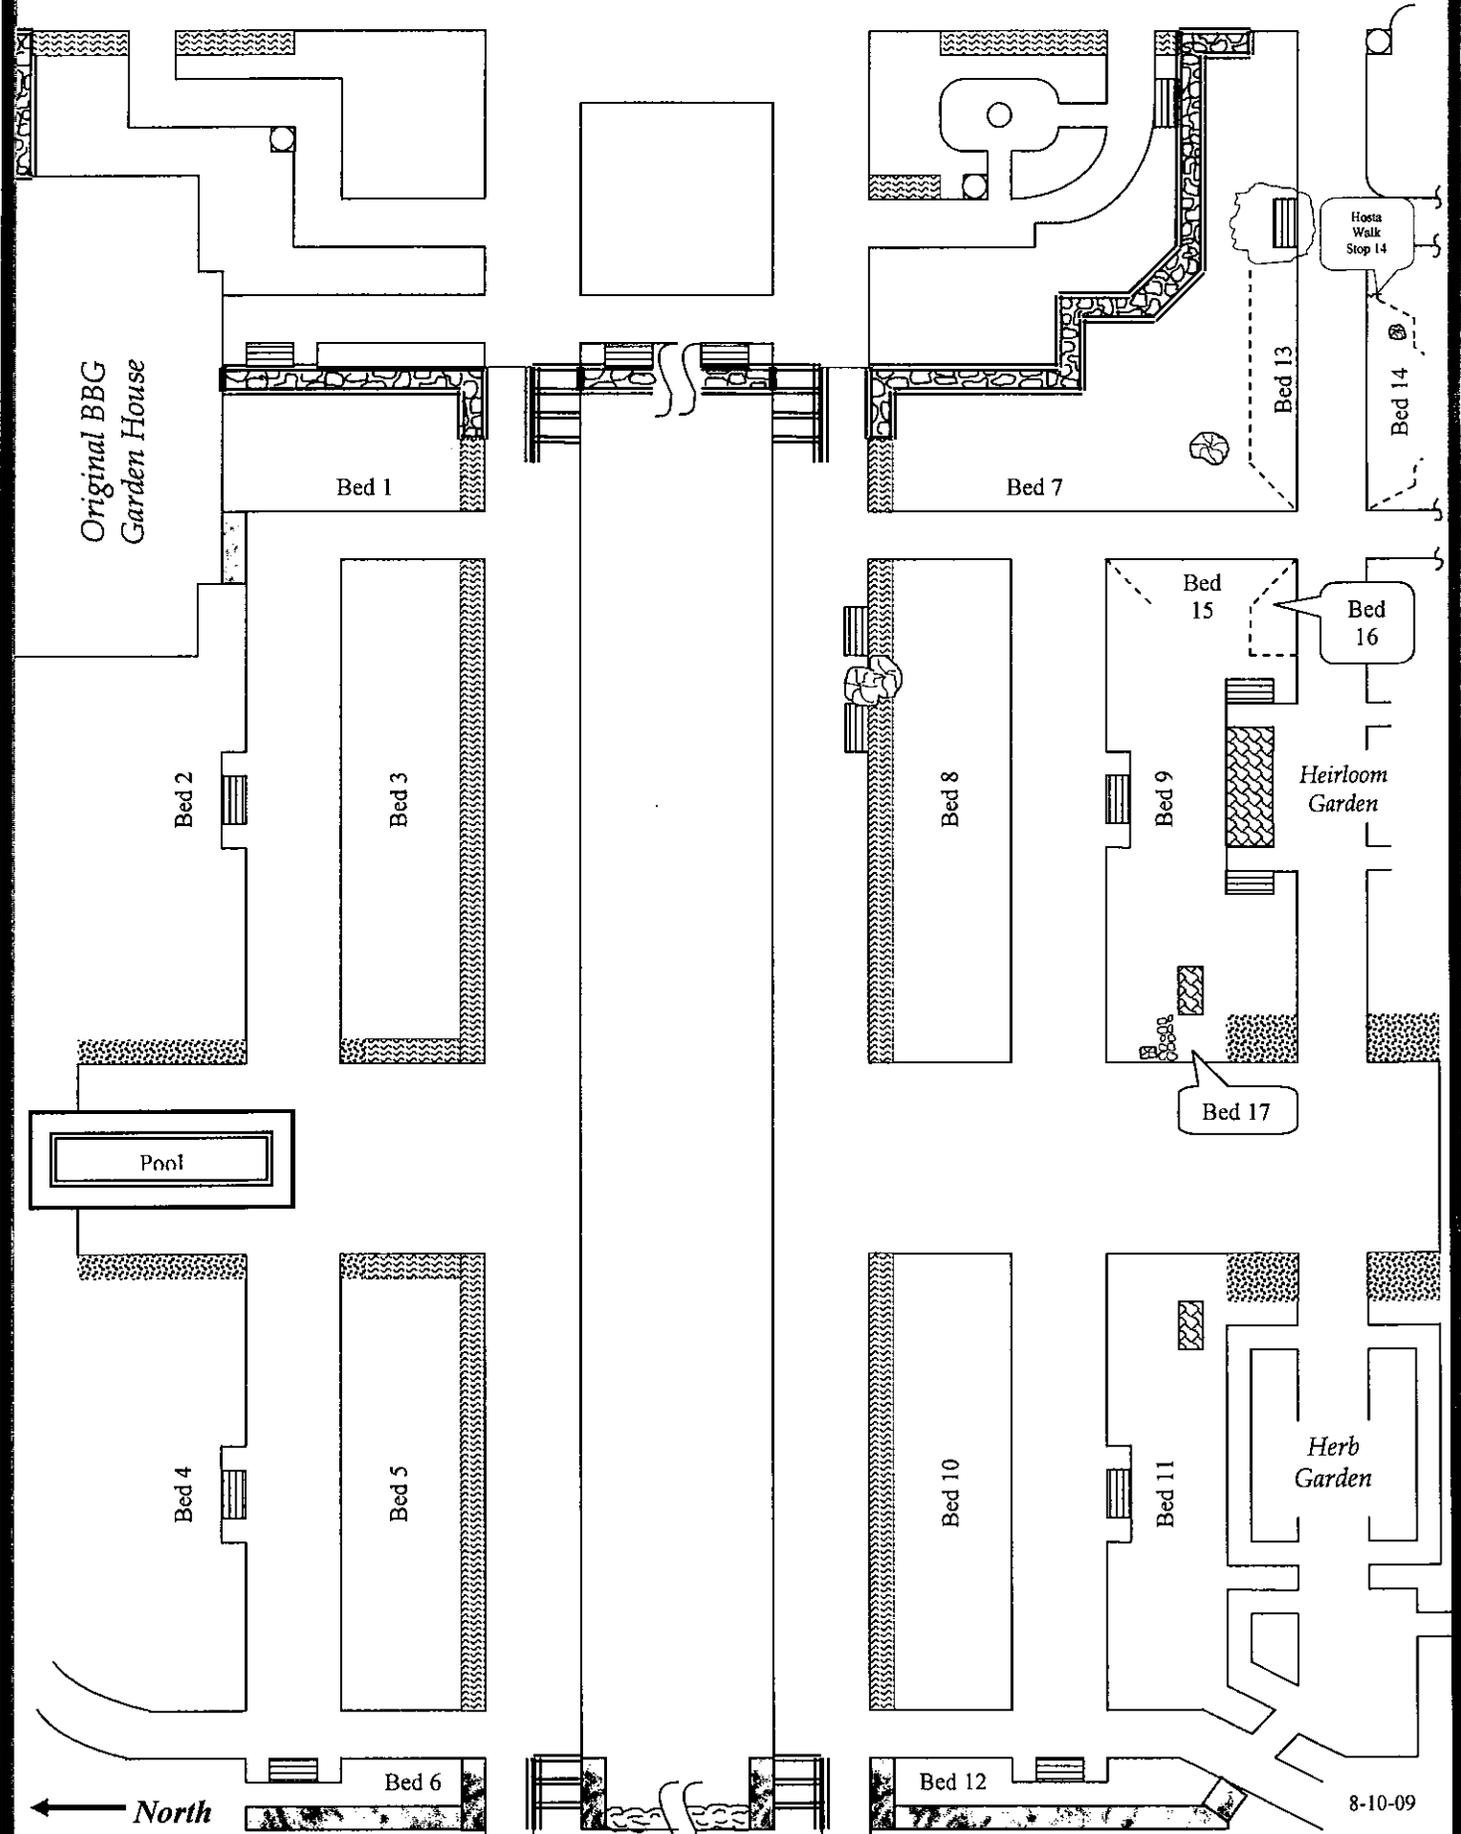 Hosta
Walk
Stop 14
Original BBG
Garden House
Bed 13
Bed 14
Bed 1
Bed 7
Bed
15
Bed
16
Bed 2
Bed 3
Bed 8
Bed 9
Heirloom
Garden
Bed 17
Pool
Bed 4
Bed 5
Bed 10
Bed 11
Herb
Garden
Bed 6
Bed 12
North
8-10-09